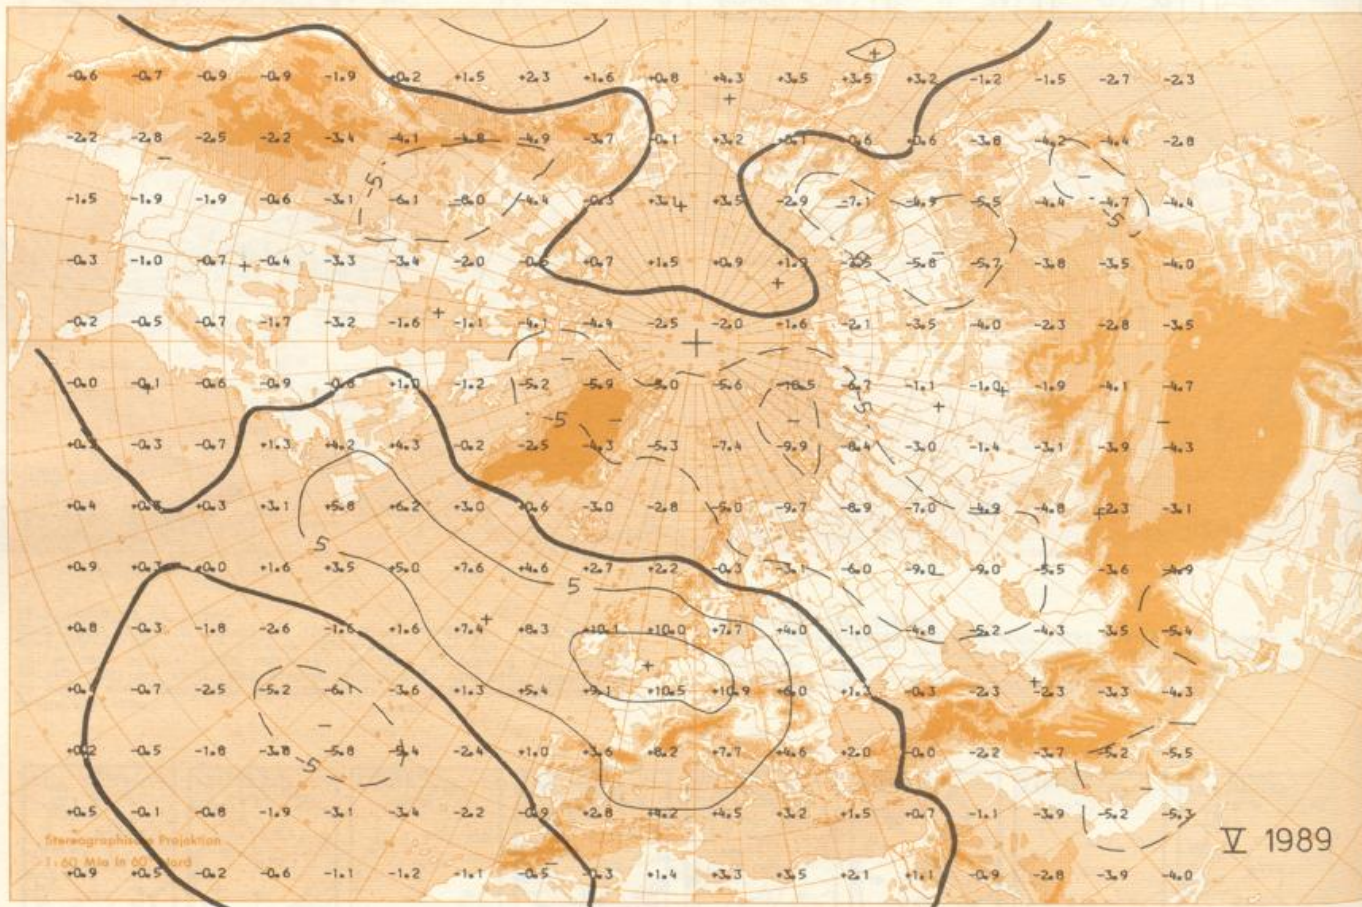 -0.6 -0.7 -0.9 -0.9 -1.9 +0.2 +1.5 +2.3 +1.6 +0.8 +4.3 +3.5 +3.5 +3.2 -1.2 -1.5 -2.7 -2.3
-2.2 -2.8 -2.5 -2.2 -3.4 -4.1 -4.8 -4.9 -3.7 -0.1 +3.2 +0.1 -0.6 +0.6 -3.8 -4.2 -4.4 -2.8
-1.5 -1.9 -1.9 -0.6 -3.1 -6.1 -8.0 -4.4 -0.3 +3.5 -2.9 -7.1 -4.9 -5.5 -4.4 -4.7 -4.4
-5
-5
-0.3 -1.0 -0.7 -0.4 -3.3 -3.4 -2.0 +0.7 +1.5 +0.9 -5.8 -5.7 -3.8 -3.5 -4.0
-0.2 -0.5 -0.7 -1.7 -3.2 -1.6 -1.1 -4.1 -4.4 -2.5 -2.0 -1.6 -2.1 -3.5 -4.0 -2.3 -2.8 -3.5
-0.0 -0.1 -0.6 -0.9 -0.8 +1.0 -1.2 -5.2 -5.9 -5.0 -5.6 -10.5 -6.7 -1.1 -1.0 -1.9 -4.1 -4.7
-5
-5
-0.3 -0.7 +1.3 +4.2 +4.3 -0.2 -2.5 -4.3 -5.3 -7.4 -9.9 -8.4 -3.0 -1.4 -3.1 -3.9 -4.3
+0.4 +0.3 +0.3 +3.1 +5.8 +6.2 +3.0 +0.6 -3.0 -2.8 -5.0 -9.7 -8.9 -7.0 -4.9 -4.8 -2.3 -3.1
5
+0.9 +0.3 +0.0 +1.6 +3.5 +5.0 +7.6 +4.6 +2.7 +2.2 -0.3 -3.1 -6.0 -9.0 -9.0 -5.5 -3.6 -4.9
5
+0.8 -0.3 -1.8 -2.6 -1.6 +1.6 +7.4 +8.3 +10.1 +10.0 +7.7 +4.0 -1.0 -4.8 -5.2 -4.3 -3.5 -5.4
-0.7 -2.5 -5.2 -6.1 -3.6 +1.3 +5.4 +9.1 +10.5 +10.9 +6.0 +1.3 -0.3 -2.3 -2.3 -3.3 -4.3
+0.2 -0.5 -1.8 -3.8 -5.8 -5.4 -2.4 +1.0 +3.6 +8.2 +7.7 +4.6 +2.0 -0.0 -2.2 -3.7 -5.2 -5.5
-5
+0.5 -0.1 -0.8 -1.9 -3.1 -3.4 -2.2 -0.9 +2.8 +4.2 +4.5 +3.2 +1.5 +0.7 -1.1 -3.9 -5.2 -5.3
Stereographische Projektion
V 1989
1:60 Mio in 60° Nord
+0.9 +0.5 -0.2 -0.6 -1.1 -1.2 -1.1 -0.5 -0.3 +1.4 +3.3 +3.5 +2.1 +1.1 -0.9 -2.8 -3.9 -4.0